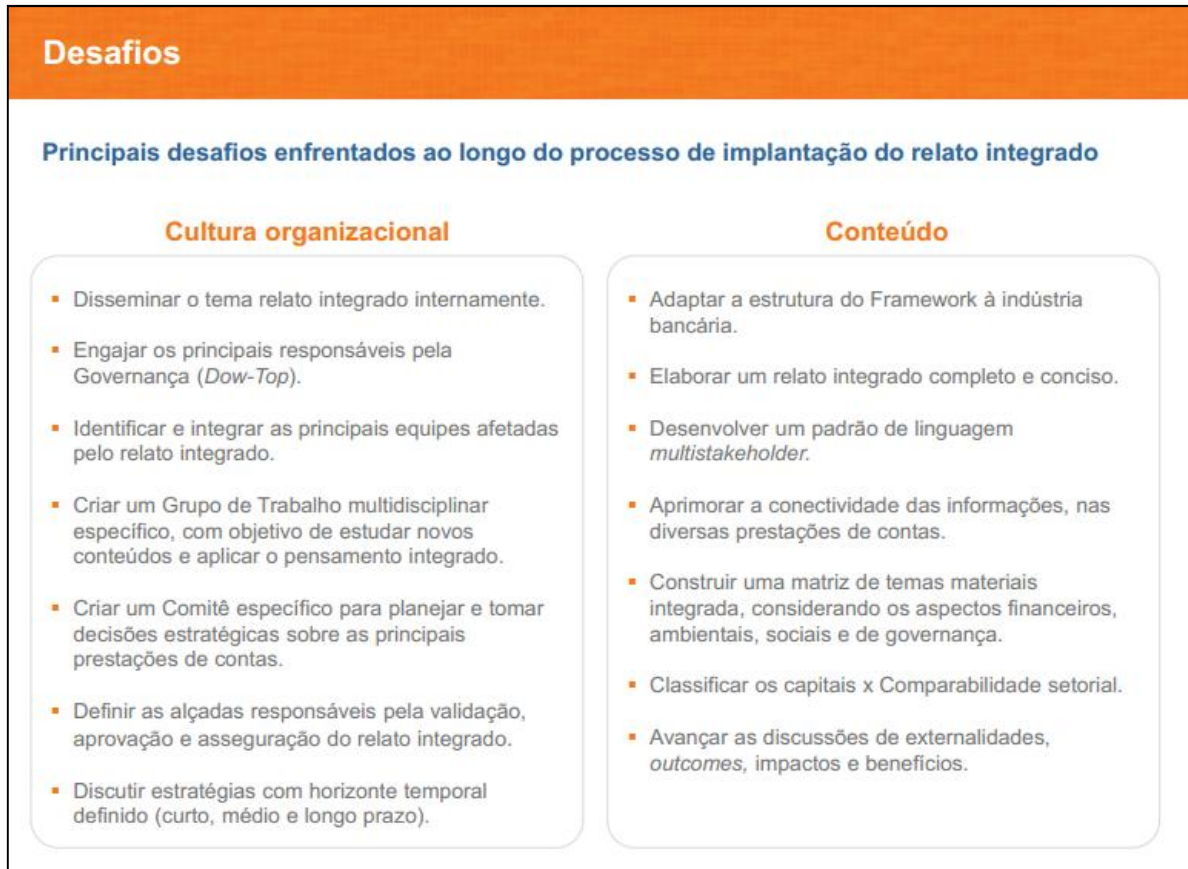 Desafios
Principais desafios enfrentados ao longo do processo de implantação do relato integrado
Cultura organizacional
▪ Disseminar o tema relato integrado internamente.
▪ Engajar os principais responsáveis pela
Governança (Dow-Top).
▪ Identificar e integrar as principais equipes afetadas
pelo relato integrado.
▪ Criar um Grupo de Trabalho multidisciplinar
específico, com objetivo de estudar novos
conteúdos e aplicar o pensamento integrado.
▪ Criar um Comitê específico para planejar e tomar
decisões estratégicas sobre as principais
prestações de contas.
▪ Definir as alçadas responsáveis pela validação,
aprovação e asseguração do relato integrado.
▪ Discutir estratégias com horizonte temporal
definido (curto, médio e longo prazo).
Conteúdo
▪ Adaptar a estrutura do Framework à indústria
bancária.
▪ Elaborar um relato integrado completo e conciso.
▪ Desenvolver um padrão de linguagem
multistakeholder.
▪ Aprimorar a conectividade das informações, nas
diversas prestações de contas.
▪ Construir uma matriz de temas materiais
integrada, considerando os aspectos financeiros,
ambientais, sociais e de governança.
▪ Classificar os capitais x Comparabilidade setorial.
▪ Avançar as discussões de externalidades,
outcomes, impactos e benefícios.